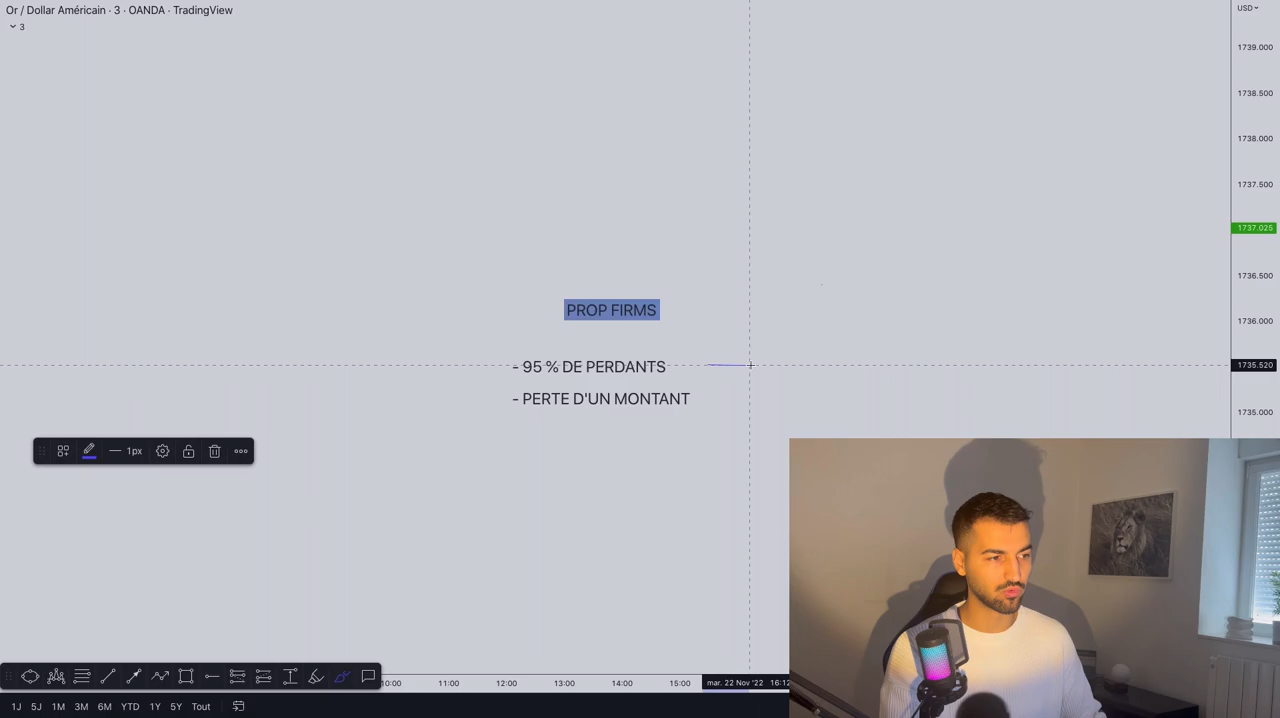 Or / Dollar Américain · 3 · OANDA · TradingView
3
USD
1739.000
1738.500
1738.000
1737.500
1737.025
1736.500
PROP FIRMS
1736.000
- 95 % DE PERDANTS
1735.520
- PERTE D'UN MONTANT
1735.000
1px
10:00 11:00 12:00 13:00 14:00 15:00 mar. 22 Nov '22 16:12
1J 5J 1M 3M 6M YTD 1Y 5Y Tout